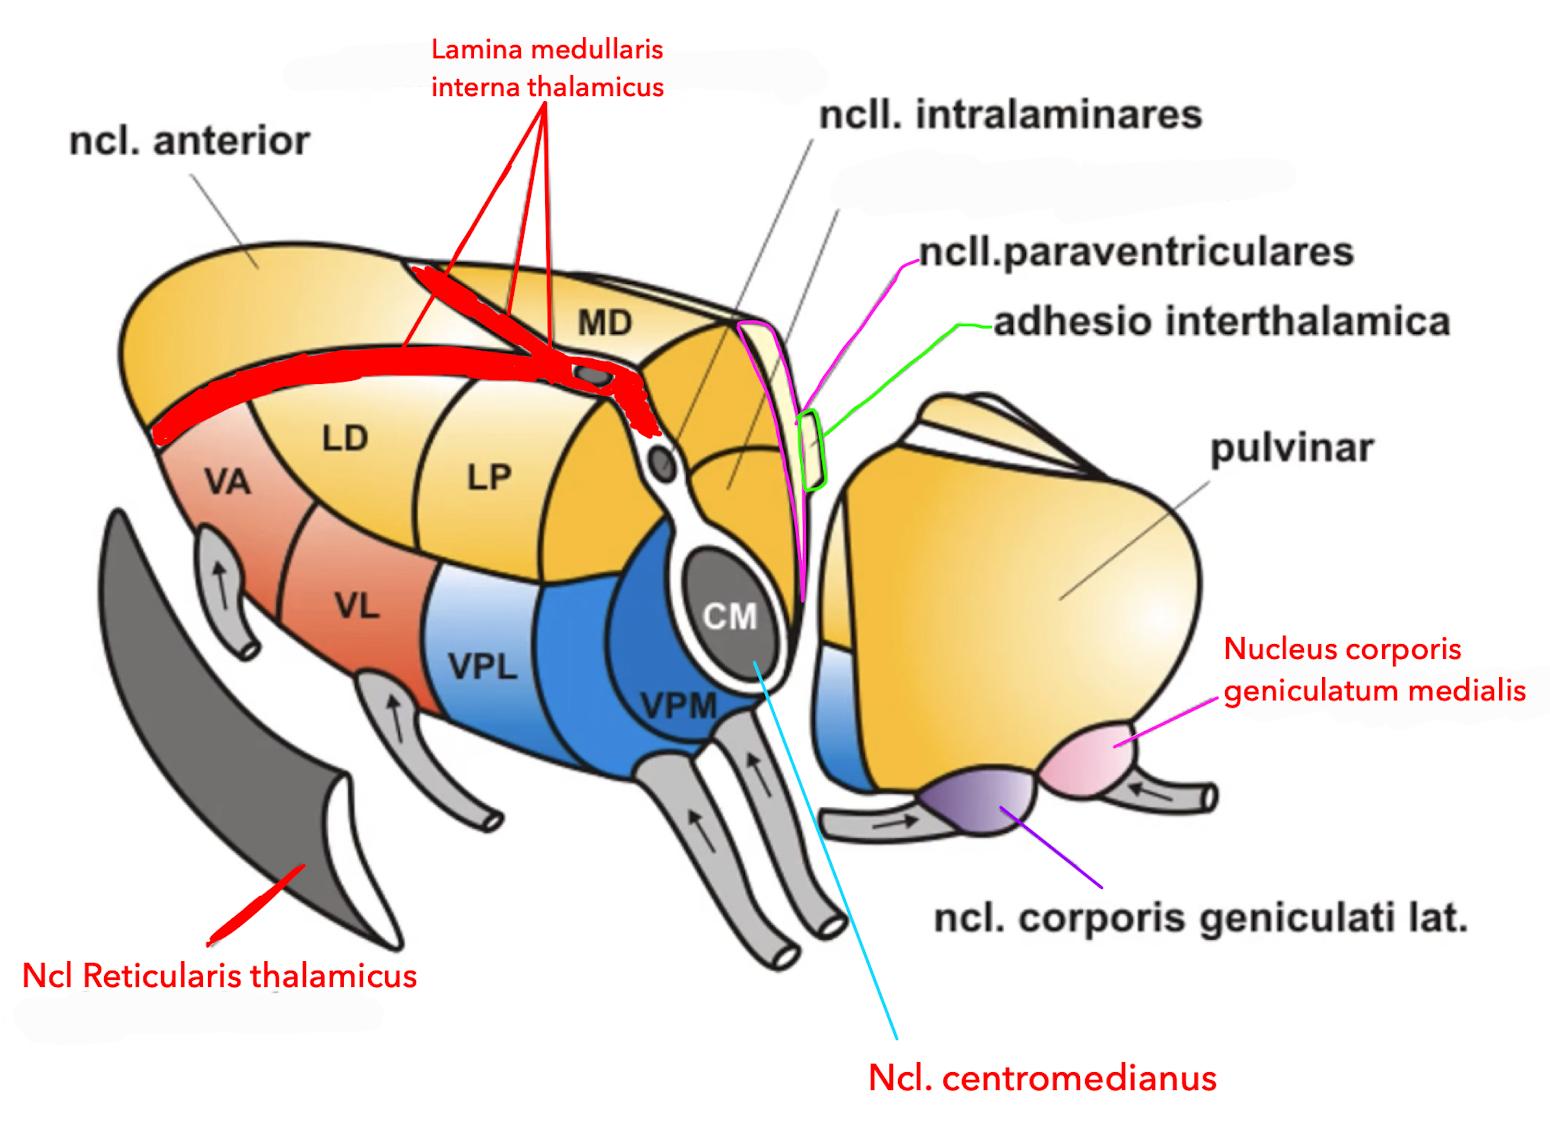 Lamina medullaris
interna thalamicus
ncll. intralaminares
ncl. anterior
ncll.paraventriculares
adhesio interthalamica
MD
pulvinar
LD
LP
VA
VL
CM
VPL
VPM
Nucleus corporis
geniculatum medialis
ncl. corporis geniculati lat.
Ncl Reticularis thalamicus
Ncl. centromedianus